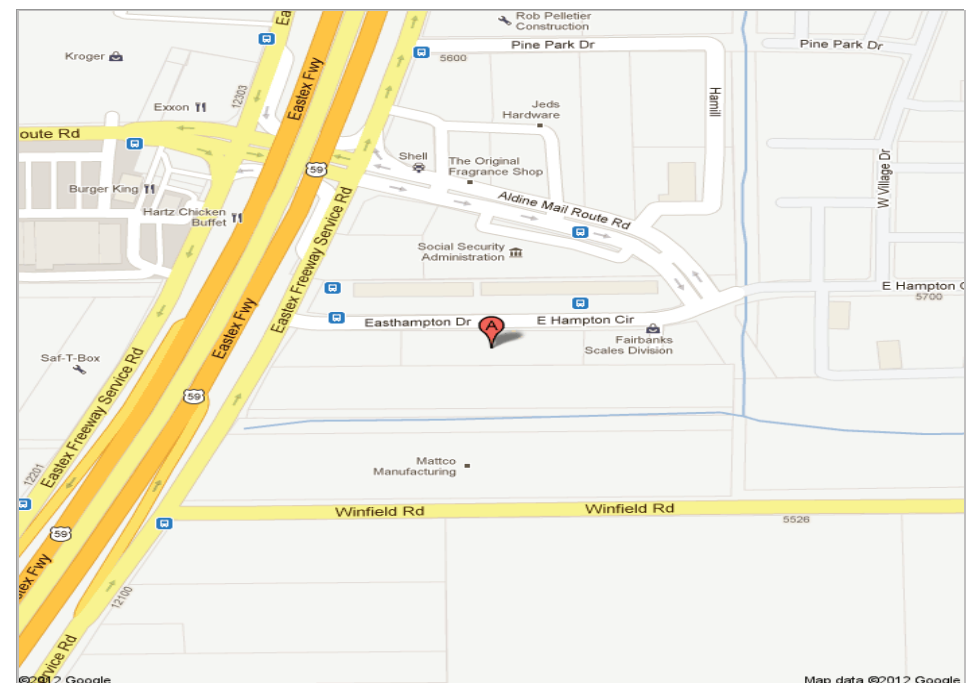 Ea
Rob Pelletier
Construction
Pine Park Dr
Pine Park Dr
Kroger
5600
Eastex Fwy
12303
Hamill
Exxon
Jeds
Hardware
oute Rd
Shell
The Original
Fragrance Shop
W Village Dr
59
Burger King
Hartz Chicken
Buffet
Aldine Mail Route Rd
Eastex Freeway Service Rd
Social Security
Administration
E Hampton C
5700
Easthampton Dr
A
E Hampton Cir
Eastex Fwy
Fairbanks
Scales Division
Saf-T-Box
Eastex Freeway Service Rd
59
Mattco
Manufacturing
12201
Winfield Rd
Winfield Rd
5526
59
tex Fwy
12100
ervice Rd
©2012 Google
Map data ©2012 Google